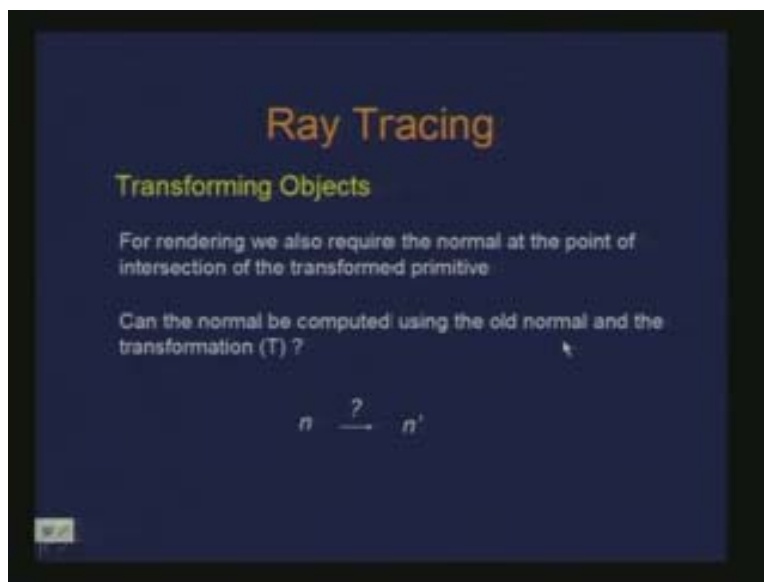 Ray Tracing
Transforming Objects
For rendering we also require the normal at the point of
intersection of the transformed primitive
Can the normal be computed using the old normal and the
transformation (T) ?
n ? → n'